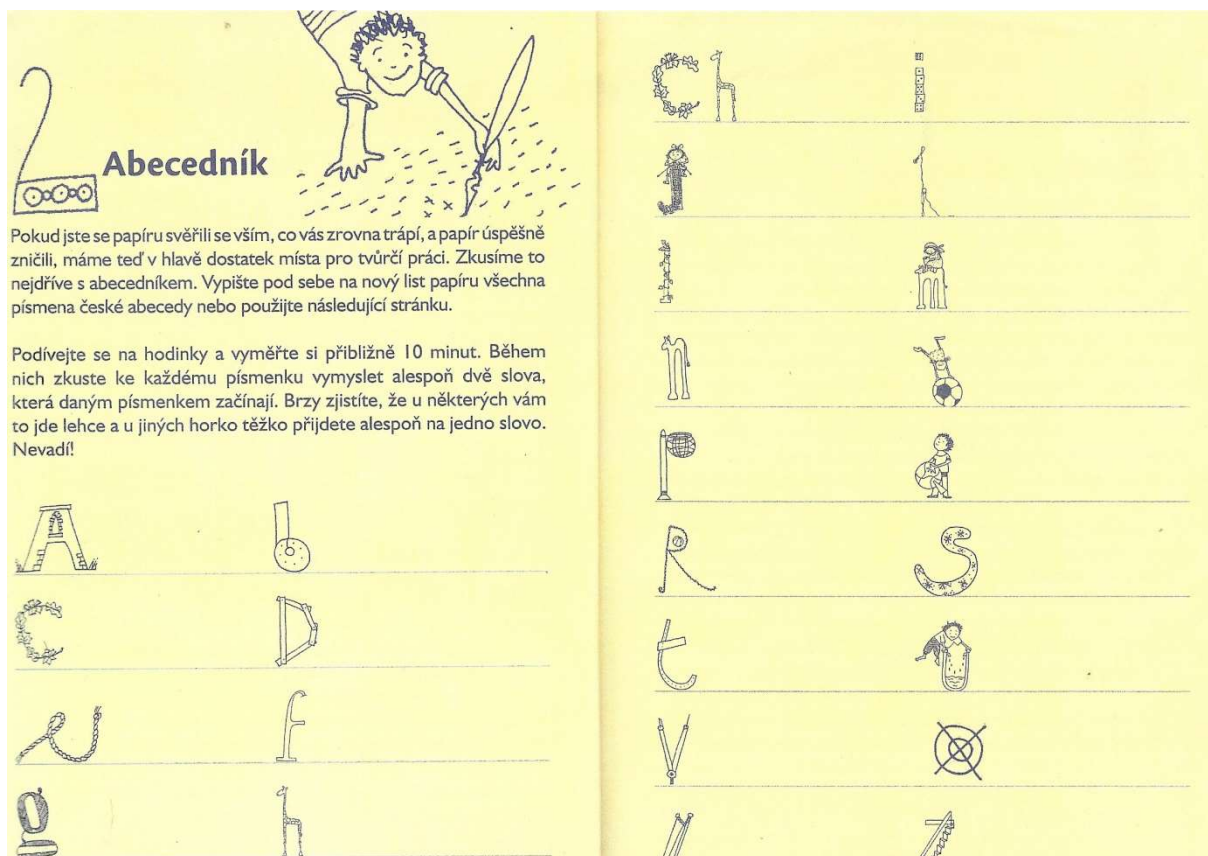 2
Abecedník
Pokud jste se papíru svěřili se vším, co vás zrovna trápí, a papír úspěšně
zničili, máme teď v hlavě dostatek místa pro tvůrčí práci. Zkusíme to
nejdříve s abecedníkem. Vypište pod sebe na nový list papíru všechna
písmena české abecedy nebo použijte následující stránku.
Podívejte se na hodinky a vyměřte si přibližně 10 minut. Během
nich zkuste ke každému písmenku vymyslet alespoň dvě slova,
která daným písmenkem začínají. Brzy zjistíte, že u některých vám
to jde lehce a u jiných horko těžko přijdete alespoň na jedno slovo.
Nevadí!
A b
C D
e f
g h
Ch i
j k
l m
n o
p q
R S
t u
V
y z